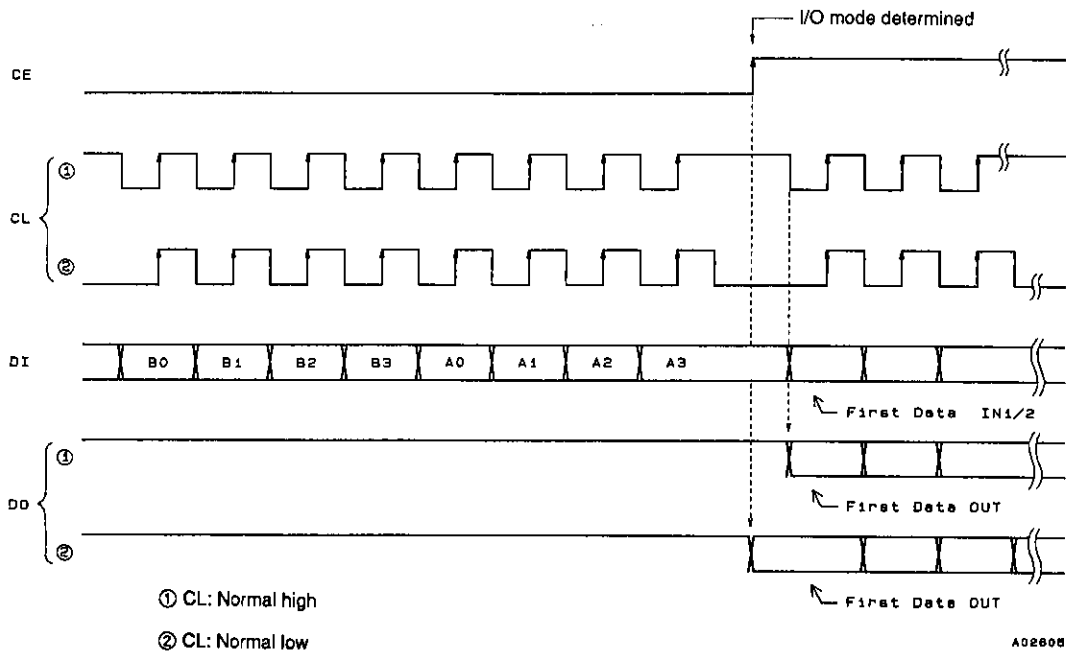 I/O mode determined
CE
①
CL
②
DI B0 B1 B2 B3 A0 A1 A2 A3
First Data IN1/2
①
First Data OUT
DO
②
First Data OUT
① CL: Normal high
② CL: Normal low
A02608